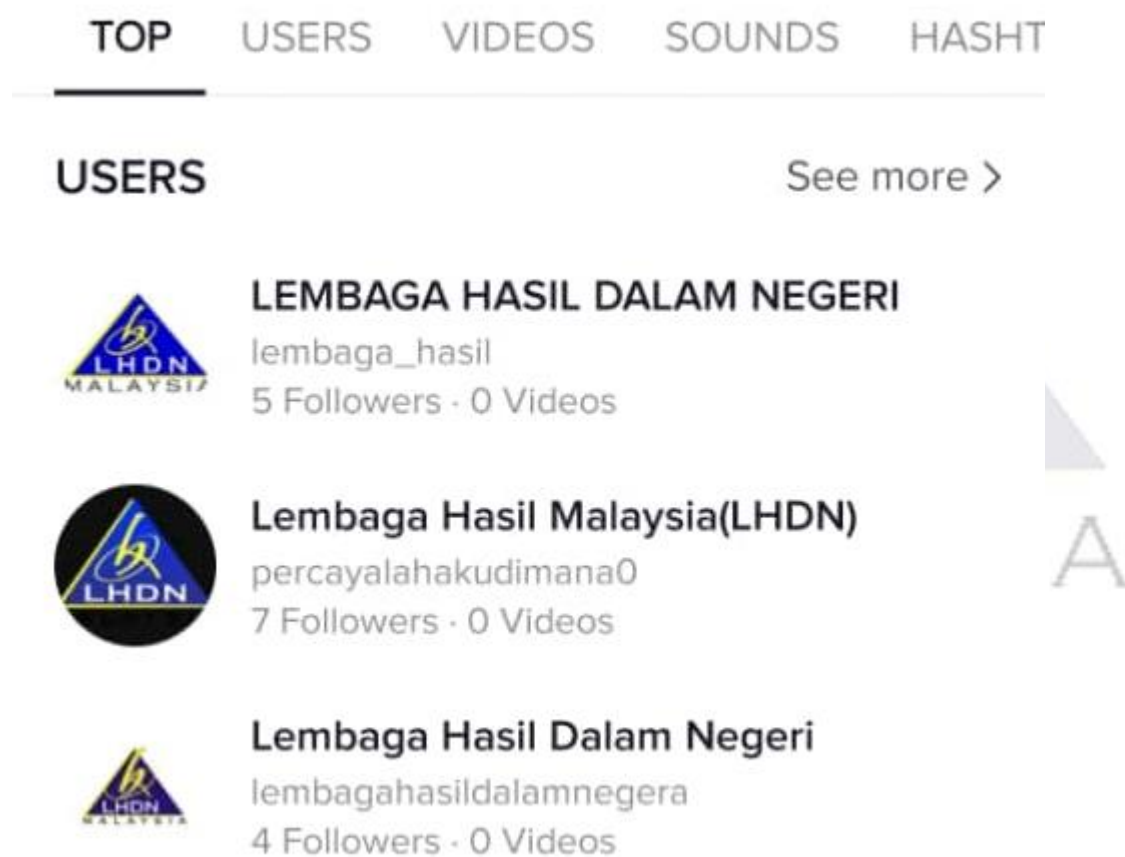 TOP USERS VIDEOS SOUNDS HASHT
USERS See more >
LHDN
MALAYSIA
LEMBAGA HASIL DALAM NEGERI
lembaga_hasil
5 Followers · 0 Videos
LHDN
Lembaga Hasil Malaysia(LHDN)
percayalahakudimana0
7 Followers · 0 Videos
A
LHDN
MALAYSIA
Lembaga Hasil Dalam Negeri
lembagahasildalamnegera
4 Followers · 0 Videos